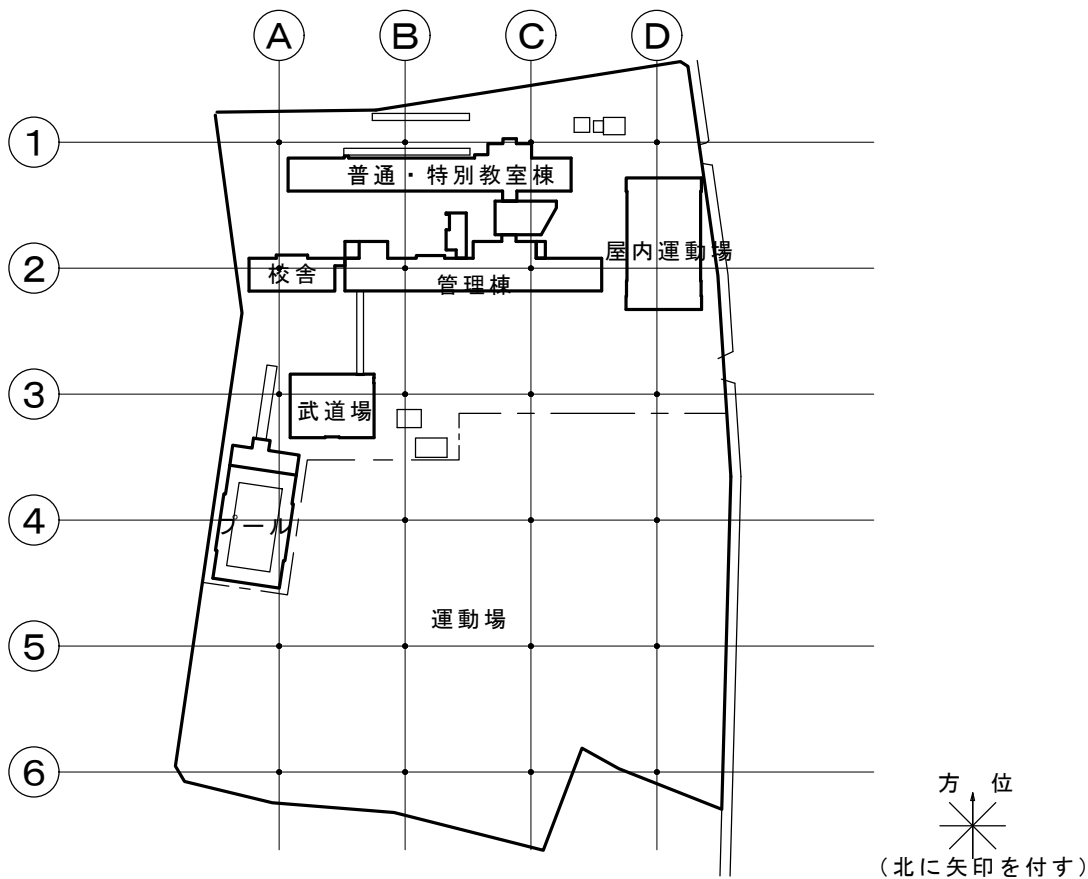 A B C D
1
普通・特別教室棟
屋内運動場
2
校舎
管理棟
3
武道場
4
プール
運動場
5
6
方 位
(北に矢印を付す)